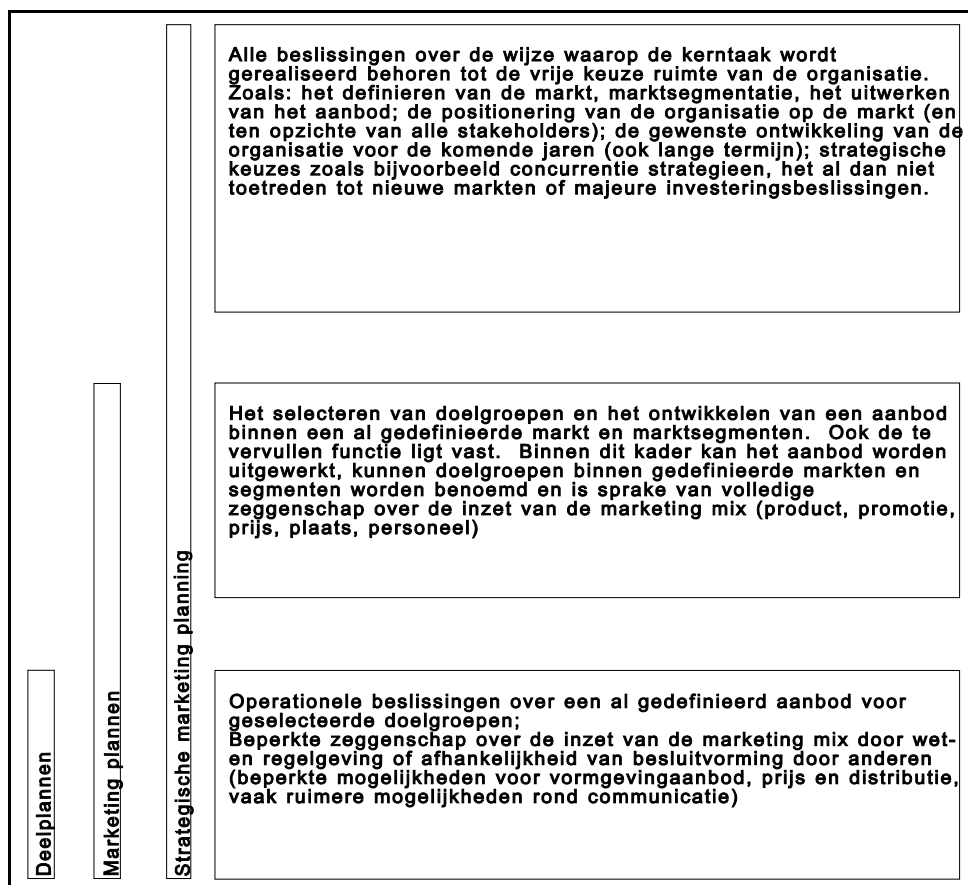 Alle beslissingen over de wijze waarop de kerntaak wordt
gerealiseerd behoren tot de vrije keuze ruimte van de organisatie.
Zoals: het definieren van de markt, marktsegmentatie, het uitwerken
van het aanbod; de positionering van de organisatie op de markt (en
ten opzichte van alle stakeholders); de gewenste ontwikkeling van de
organisatie voor de komende jaren (ook lange termijn); strategische
keuzes zoals bijvoorbeeld concurrentie strategieen, het al dan niet
toetreden tot nieuwe markten of majeure investeringsbeslissingen.
Het selecteren van doelgroepen en het ontwikkelen van een aanbod
binnen een al gedefinieerde markt en marktsegmenten. Ook de te
vervullen functie ligt vast. Binnen dit kader kan het aanbod worden
uitgewerkt, kunnen doelgroepen binnen gedefinieerde markten en
segmenten worden benoemd en is sprake van volledige
zeggenschap over de inzet van de marketing mix (product, promotie,
prijs, plaats, personeel)
Operationele beslissingen over een al gedefinieerd aanbod voor
geselecteerde doelgroepen;
Beperkte zeggenschap over de inzet van de marketing mix door wet-
en regelgeving of afhankelijkheid van besluitvorming door anderen
(beperkte mogelijkheden voor vormgevingaanbod, prijs en distributie,
vaak ruimere mogelijkheden rond communicatie)
Deelplannen
Marketing plannen
Strategische marketing planning